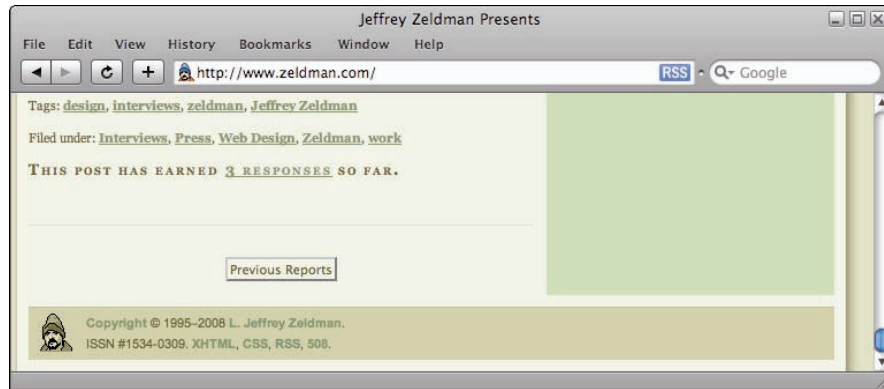 Jeffrey Zeldman Presents
File Edit View History Bookmarks Window Help
http://www.zeldman.com/ RSS Google
Tags: design, interviews, zeldman, Jeffrey Zeldman
Filed under: Interviews, Press, Web Design, Zeldman, work
This post has earned 3 responses so far.
Previous Reports
Copyright © 1995–2008 L. Jeffrey Zeldman.
ISSN #1534-0309. XHTML, CSS, RSS, 508.